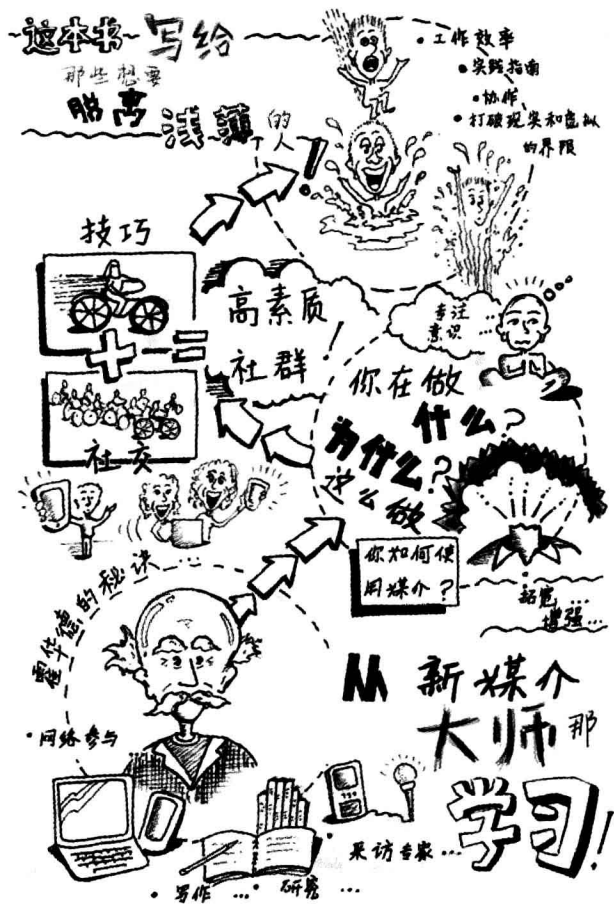 这本书写给
那些想要
脱离浅薄的人!
·工作效率
·实践指南
·协作
·打破现实和虚拟
的界限
技巧
+
社交
=
高素质
社群!
专注
意识…
你在做
什么?
为什么?
这么做
你如何使
用媒介?
拓宽…
增强…
霍华德的秘诀…
从新媒介
大师那
学习!
·网络参与
·写作…
·研究…
·采访专家…